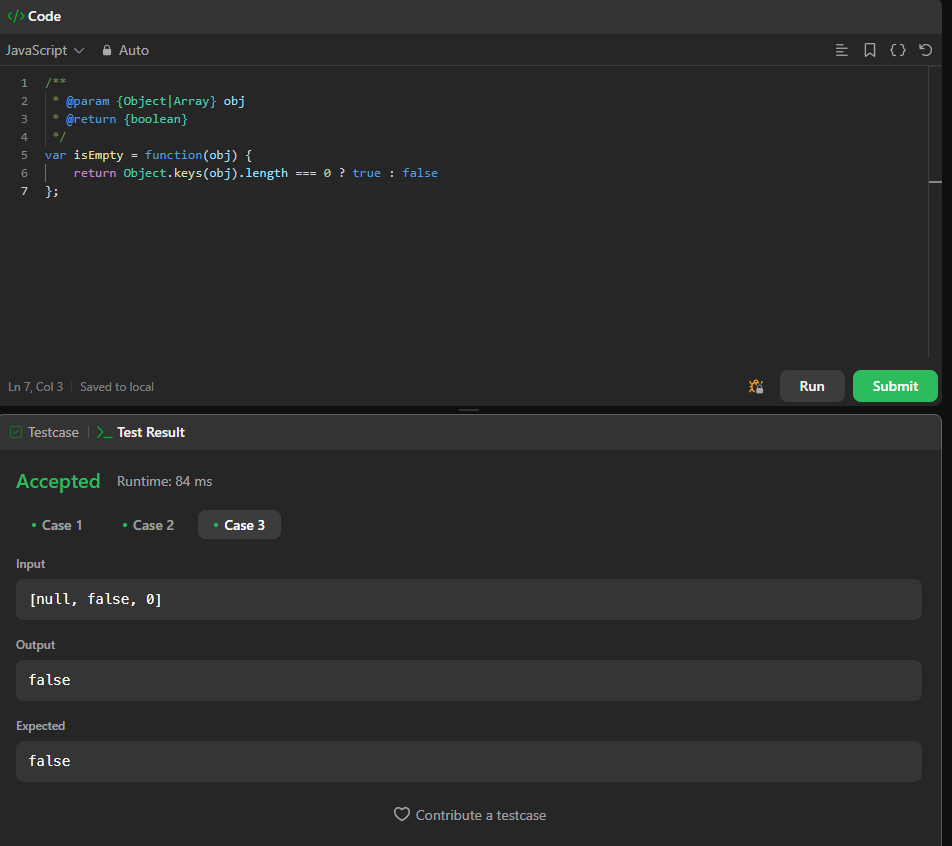 </> Code
JavaScript Auto
1 /**
2  * @param {Object|Array} obj
3  * @return {boolean}
4  */
5 var isEmpty = function(obj) {
6     return Object.keys(obj).length === 0 ? true : false
7 };
Ln 7, Col 3 | Saved to local
Run Submit
Testcase | >_ Test Result
Accepted Runtime: 84 ms
• Case 1 • Case 2 • Case 3
Input
[null, false, 0]
Output
false
Expected
false
Contribute a testcase